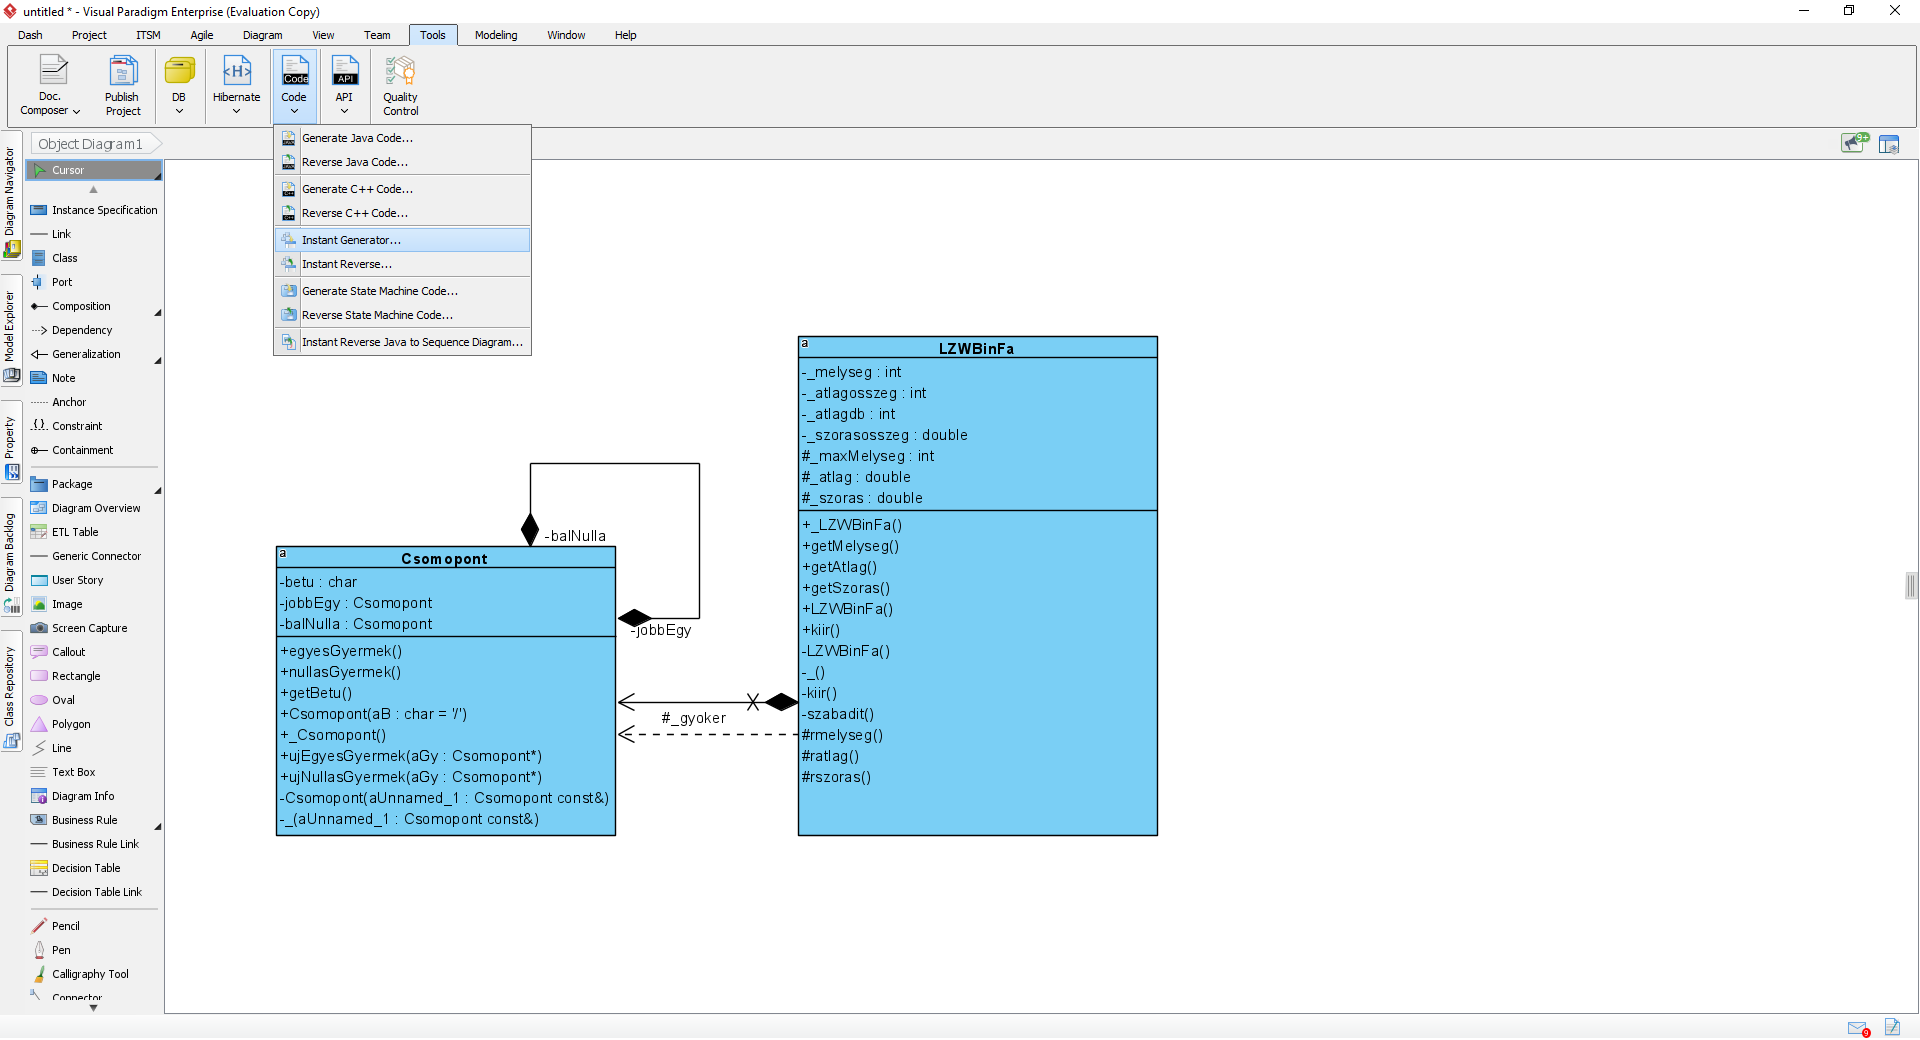 untitled * - Visual Paradigm Enterprise (Evaluation Copy)
Dash Project ITSM Agile Diagram View Team Tools Modeling Window Help
Doc. Composer
Publish Project
DB
Hibernate
Code
Code
API
API
Quality Control
Object Diagram1
9+
Generate Java Code...
Reverse Java Code...
Generate C++ Code...
Reverse C++ Code...
Instant Generator...
Instant Reverse...
Generate State Machine Code...
Reverse State Machine Code...
Instant Reverse Java to Sequence Diagram...
Diagram Navigator
Model Explorer
Property
Diagram Backlog
Class Repository
Cursor
Instance Specification
Link
Class
Port
Composition
Dependency
Generalization
Note
Anchor
Constraint
Containment
Package
Diagram Overview
ETL Table
Generic Connector
User Story
Image
Screen Capture
Callout
Rectangle
Oval
Polygon
Line
Text Box
Diagram Info
Business Rule
Business Rule Link
Decision Table
Decision Table Link
Pencil
Pen
Calligraphy Tool
Connector
-balNulla
-jobbEgy
#_gyoker
a
Csomopont
-betu : char
-jobbEgy : Csomopont
-balNulla : Csomopont
+egyesGyermek()
+nullasGyermek()
+getBetu()
+Csomopont(aB : char = '/')
+_Csomopont()
+ujEgyesGyermek(aGy : Csomopont*)
+ujNullasGyermek(aGy : Csomopont*)
-Csomopont(aUnnamed_1 : Csomopont const&)
-_(aUnnamed_1 : Csomopont const&)
a
LZWBinFa
-_melyseg : int
-_atlagosszeg : int
-_atlagdb : int
-_szorasosszeg : double
#_maxMelyseg : int
#_atlag : double
#_szoras : double
+_LZWBinFa()
+getMelyseg()
+getAtlag()
+getSzoras()
+LZWBinFa()
+kiir()
-LZWBinFa()
-_()
-kiir()
-szabadit()
#rmelyseg()
#ratlag()
#rszoras()